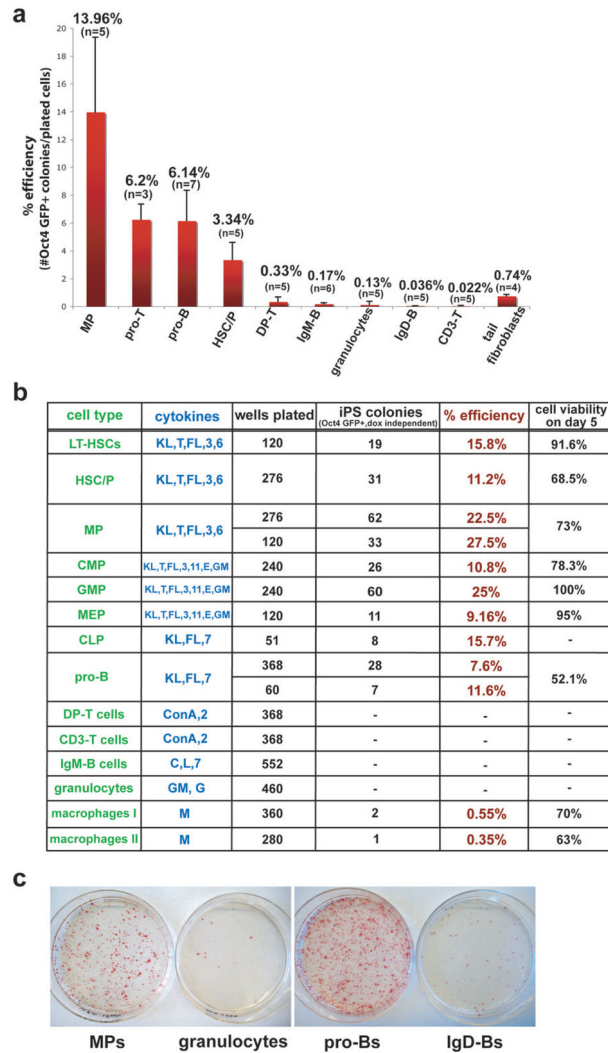 a
13.96%
(n=5)
6.2%
(n=3)
6.14%
(n=7)
3.34%
(n=5)
0.33%
(n=5)
0.17%
(n=6)
0.13%
(n=5)
0.036%
(n=5)
0.022%
(n=5)
0.74%
(n=4)
% efficiency
(#Oct4 GFP+ colonies/plated cells)
20
18
16
14
12
10
8
6
4
2
0
MP
pro-T
pro-B
HSC/P
DP-T
IgM-B
granulocytes
IgD-B
CD3-T
tail
fibroblasts
b
cell type cytokines wells plated iPS colonies (Oct4 GFP+,dox independent) % efficiency cell viability on day 5
LT-HSCs KL,T,FL,3,6 120 19 15.8% 91.6%
HSC/P KL,T,FL,3,6 276 31 11.2% 68.5%
MP KL,T,FL,3,6 276 62 22.5% 73%
120 33 27.5%
CMP KL,T,FL,3,11,E,GM 240 26 10.8% 78.3%
GMP KL,T,FL,3,11,E,GM 240 60 25% 100%
MEP KL,T,FL,3,11,E,GM 120 11 9.16% 95%
CLP KL,FL,7 51 8 15.7% -
pro-B KL,FL,7 368 28 7.6% 52.1%
60 7 11.6%
DP-T cells ConA,2 368 - - -
CD3-T cells ConA,2 368 - - -
IgM-B cells C,L,7 552 - - -
granulocytes GM, G 460 - - -
macrophages I M 360 2 0.55% 70%
macrophages II M 280 1 0.35% 63%
c
MPs granulocytes pro-Bs IgD-Bs